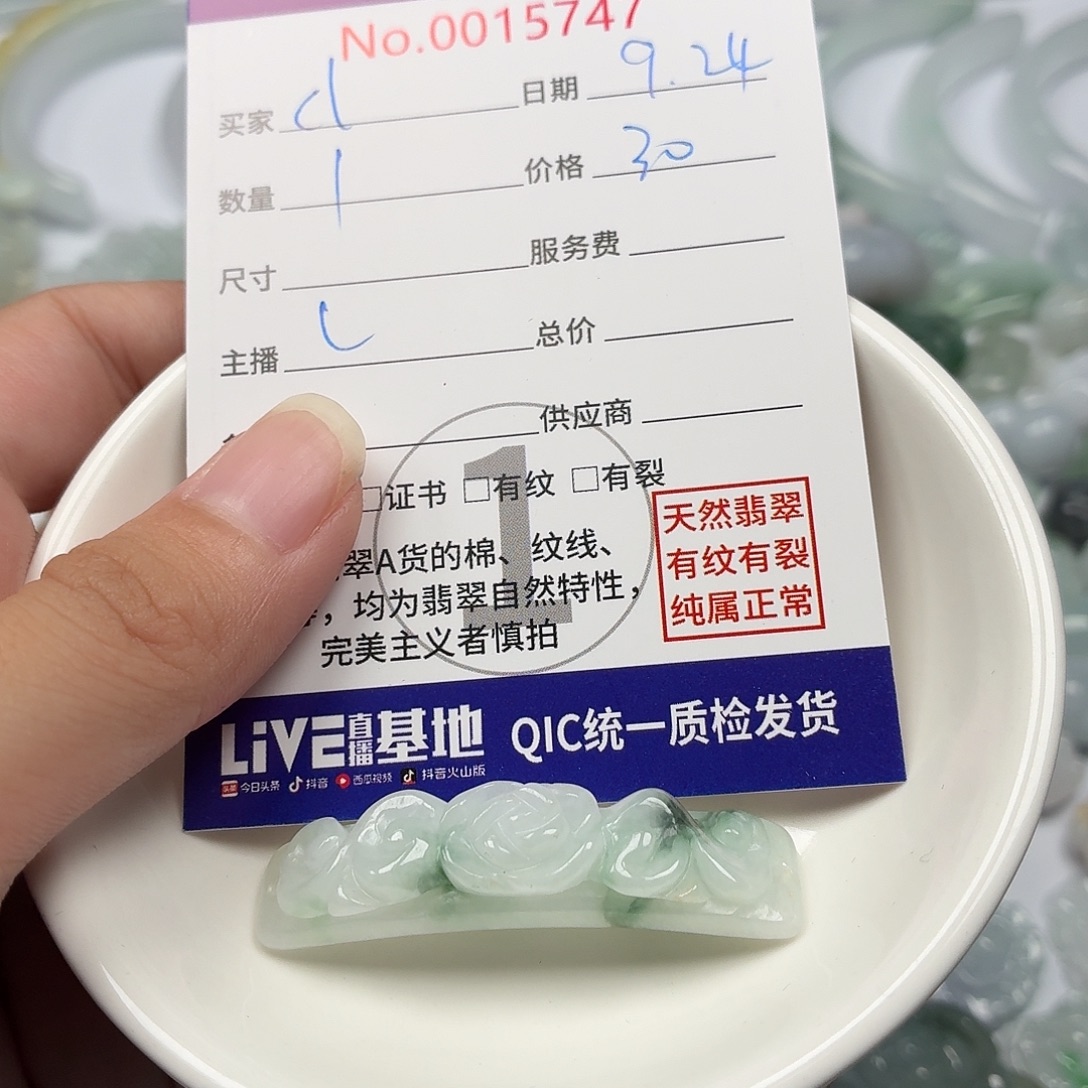 No.0015747
买家 d 日期 9.24
数量 1 价格 30
尺寸 服务费
主播 L 总价
供应商
□证书 □有纹 □有裂
1
翠A货的棉、纹线、
，均为翡翠自然特性，
完美主义者慎拍
天然翡翠
有纹有裂
纯属正常
LiVE直播基地 QIC统一质检发货
头条 今日头条 抖音 西瓜视频 抖音火山版